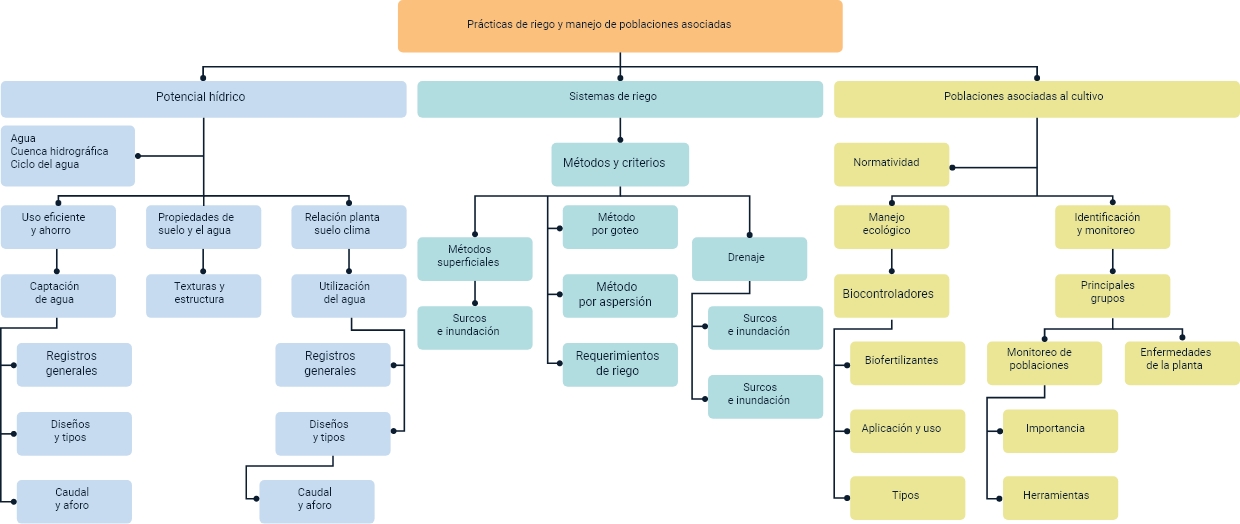 Prácticas de riego y manejo de poblaciones asociadas
Potencial hídrico
Agua
Cuenca hidrográfica
Ciclo del agua
Uso eficiente
y ahorro
Propiedades de
suelo y el agua
Relación planta
suelo clima
Captación
de agua
Texturas y
estructura
Utilización
del agua
Registros
generales
Diseños
y tipos
Caudal
y aforo
Registros
generales
Diseños
y tipos
Caudal
y aforo
Sistemas de riego
Métodos y criterios
Métodos
superficiales
Surcos
e inundación
Método
por goteo
Método
por aspersión
Requerimientos
de riego
Drenaje
Surcos
e inundación
Surcos
e inundación
Poblaciones asociadas al cultivo
Normatividad
Manejo
ecológico
Biocontroladores
Biofertilizantes
Aplicación y uso
Tipos
Identificación
y monitoreo
Principales
grupos
Monitoreo de
poblaciones
Importancia
Herramientas
Enfermedades
de la planta